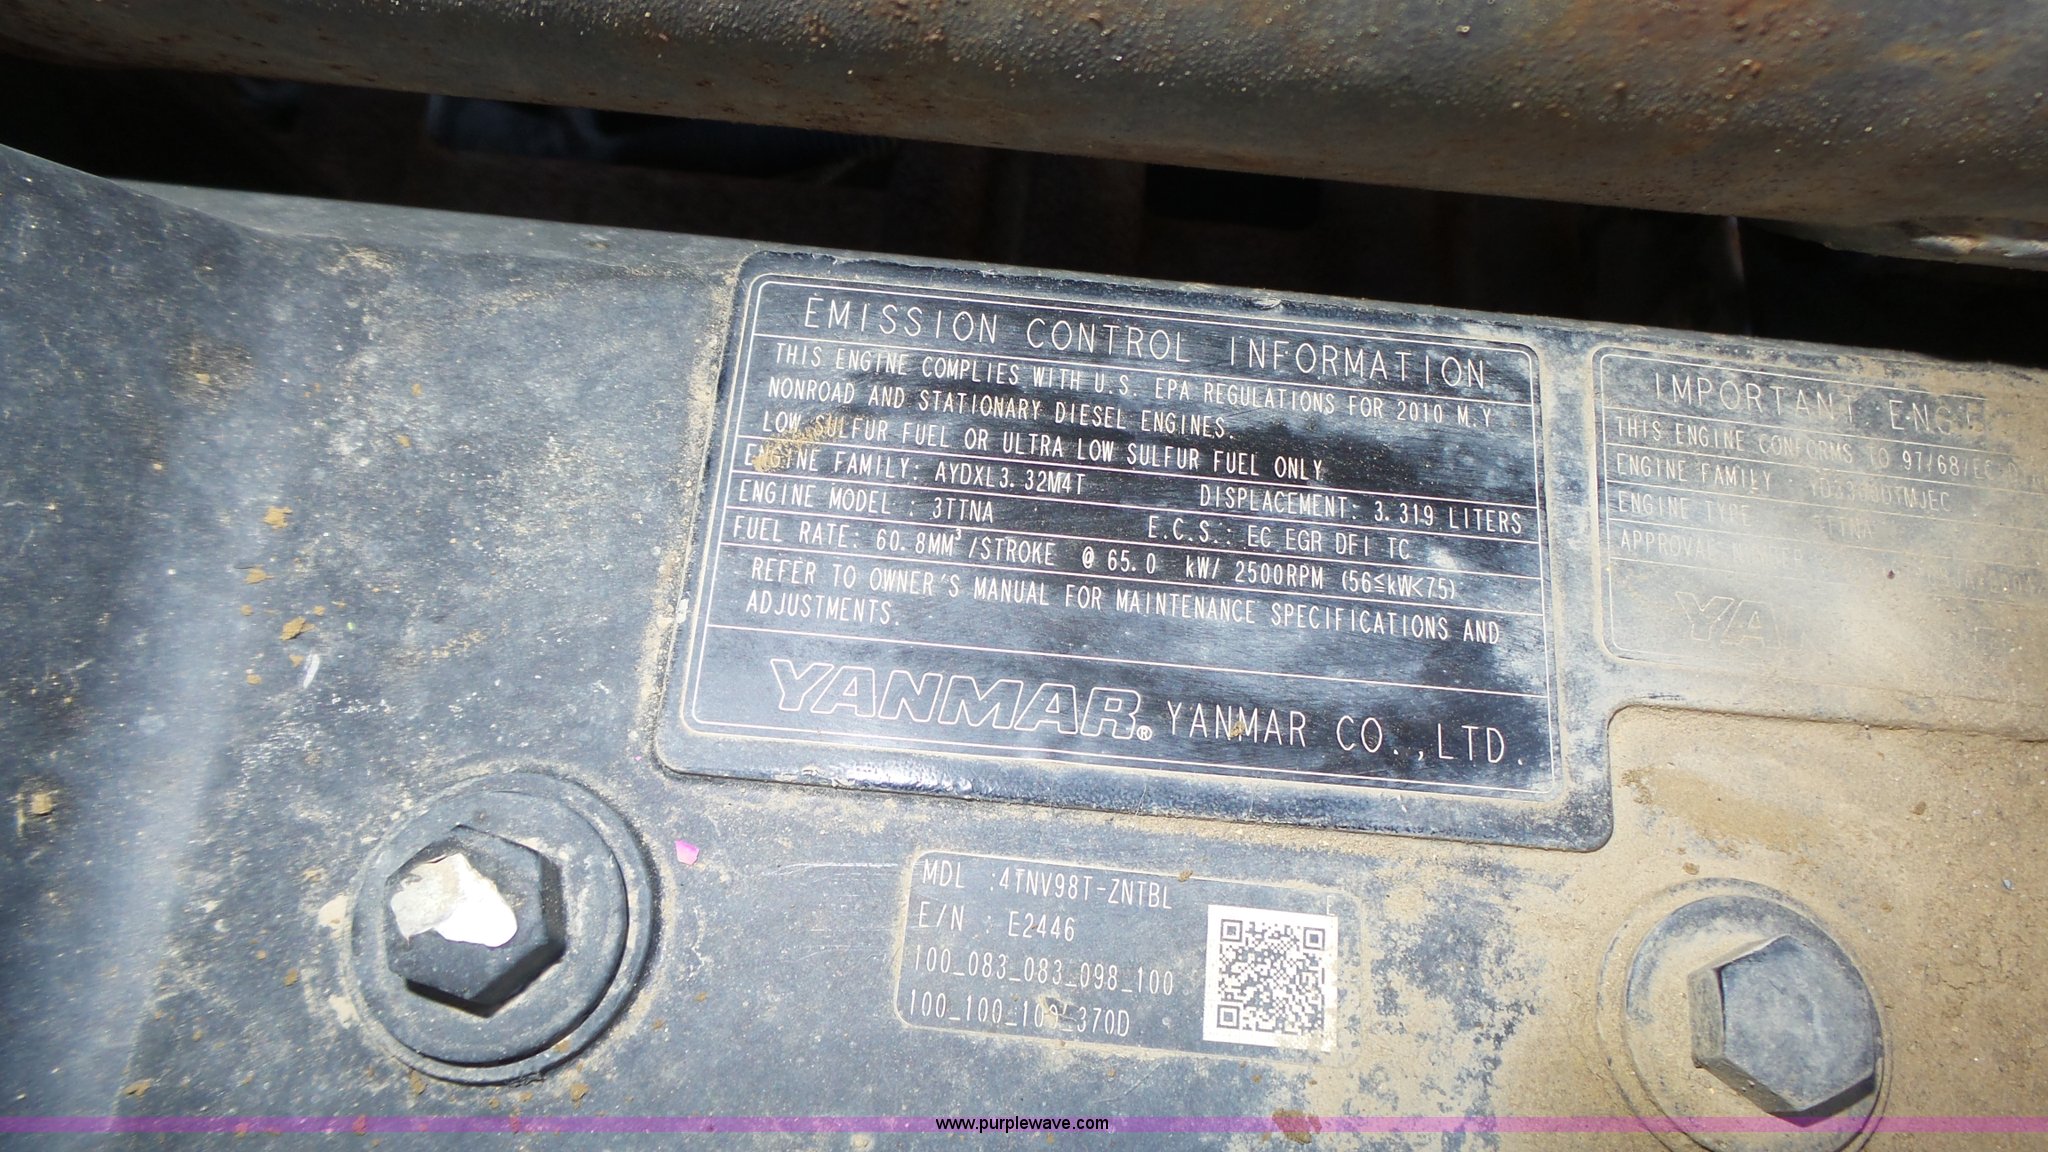 EMISSION CONTROL INFORMATION
THIS ENGINE COMPLIES WITH U.S. EPA REGULATIONS FOR 2010 M.Y
NONROAD AND STATIONARY DIESEL ENGINES.
LOW SULFUR FUEL OR ULTRA LOW SULFUR FUEL ONLY
ENGINE FAMILY: AYDXL3.32M4T DISPLACEMENT: 3.319 LITERS
ENGINE MODEL : 3TTNA E.C.S.: EC EGR DFI TC
FUEL RATE: 60.8MM³/STROKE @ 65.0 kW/ 2500RPM (56≦kW<75)
REFER TO OWNER'S MANUAL FOR MAINTENANCE SPECIFICATIONS AND
ADJUSTMENTS.
YANMAR® YANMAR CO.,LTD.
IMPORTANT
THIS ENGINE CONFORMS TO 97/68/EC
ENGINE FAMILY :
ENGINE TYPE 3TTNA
YA
MDL :4TNV98T-ZNTBL
E/N : E2446
100_083_083_098_100
100_100_100_370D
E
www.purplewave.com